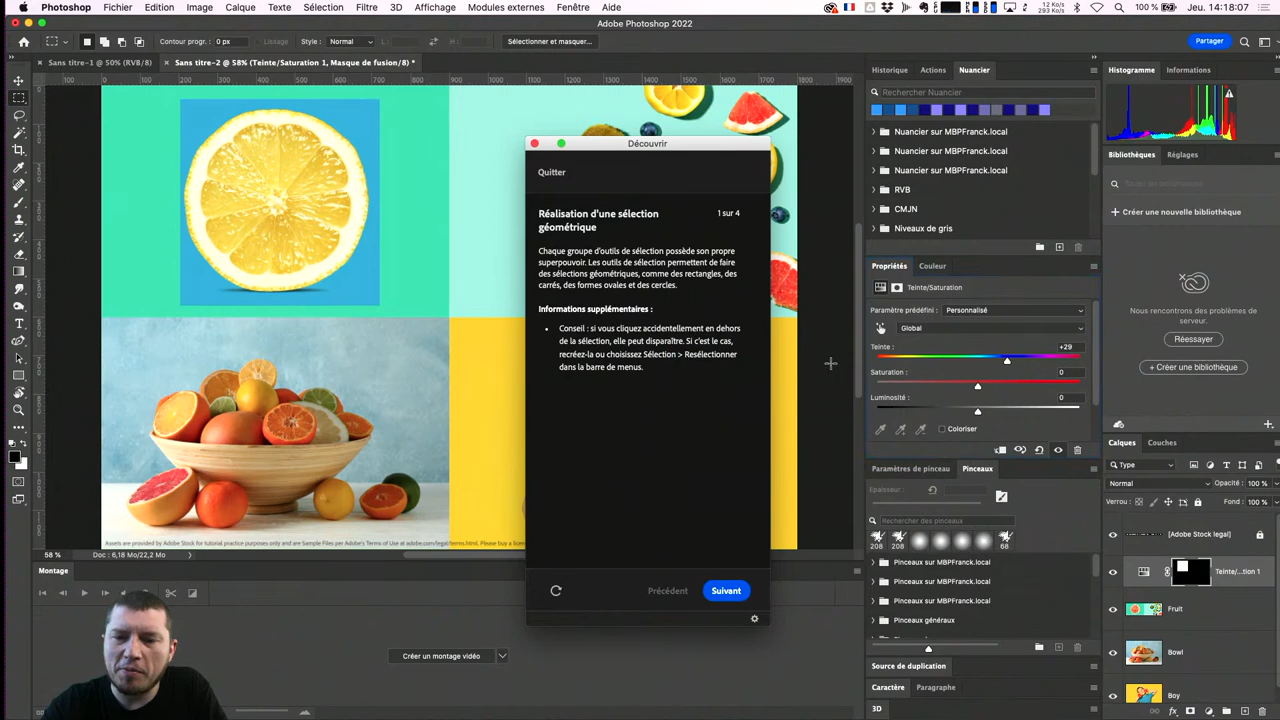 Photoshop Fichier Edition Image Calque Texte Sélection Filtre 3D Affichage Modules externes Fenêtre Aide 100 % Jeu. 14:18:07
Adobe Photoshop 2022
Contour progr. : 0 px Lissage Style : Normal Sélectionner et masquer... Partager
Sans titre-1 @ 50% (RVB/8) Sans titre-2 @ 58% (Teinte/Saturation 1, Masque de fusion/8) *
Historique Actions Nuancier
Rechercher Nuancier
Nuancier sur MBPFranck.local
Nuancier sur MBPFranck.local
Nuancier sur MBPFranck.local
RVB
CMJN
Niveaux de gris
Histogramme Informations
Bibliothèques Réglages
Créer une nouvelle bibliothèque
Nous rencontrons des problèmes de
serveur.
Réessayer
+ Créer une bibliothèque
Découvrir
Quitter
Réalisation d'une sélection
géométrique
1 sur 4
Chaque groupe d'outils de sélection possède son propre
superpouvoir. Les outils de sélection permettent de faire
des sélections géométriques, comme des rectangles, des
carrés, des formes ovales et des cercles.
Informations supplémentaires :
• Conseil : si vous cliquez accidentellement en dehors
de la sélection, elle peut disparaître. Si c'est le cas,
recréez-la ou choisissez Sélection > Resélectionner
dans la barre de menus.
Précédent Suivant
Propriétés Couleur
Teinte/Saturation
Paramètre prédéfini : Personnalisé
Global
Teinte : +29
Saturation : 0
Luminosité : 0
Coloriser
Paramètres de pinceau Pinceaux
Epaisseur :
Rechercher des pinceaux
208 208 68
Pinceaux sur MBPFranck.local
Pinceaux sur MBPFranck.local
Pinceaux sur MBPFranck.local
Pinceaux généraux
Source de duplication
Caractère Paragraphe
3D
Calques Couches
Type
Normal Opacité : 100 %
Verrou : Fond : 100 %
[Adobe Stock legal]
Teinte/...tion 1
Fruit
Bowl
Boy
58 % Doc : 6,18 Mo/22,2 Mo
Montage
Créer un montage vidéo